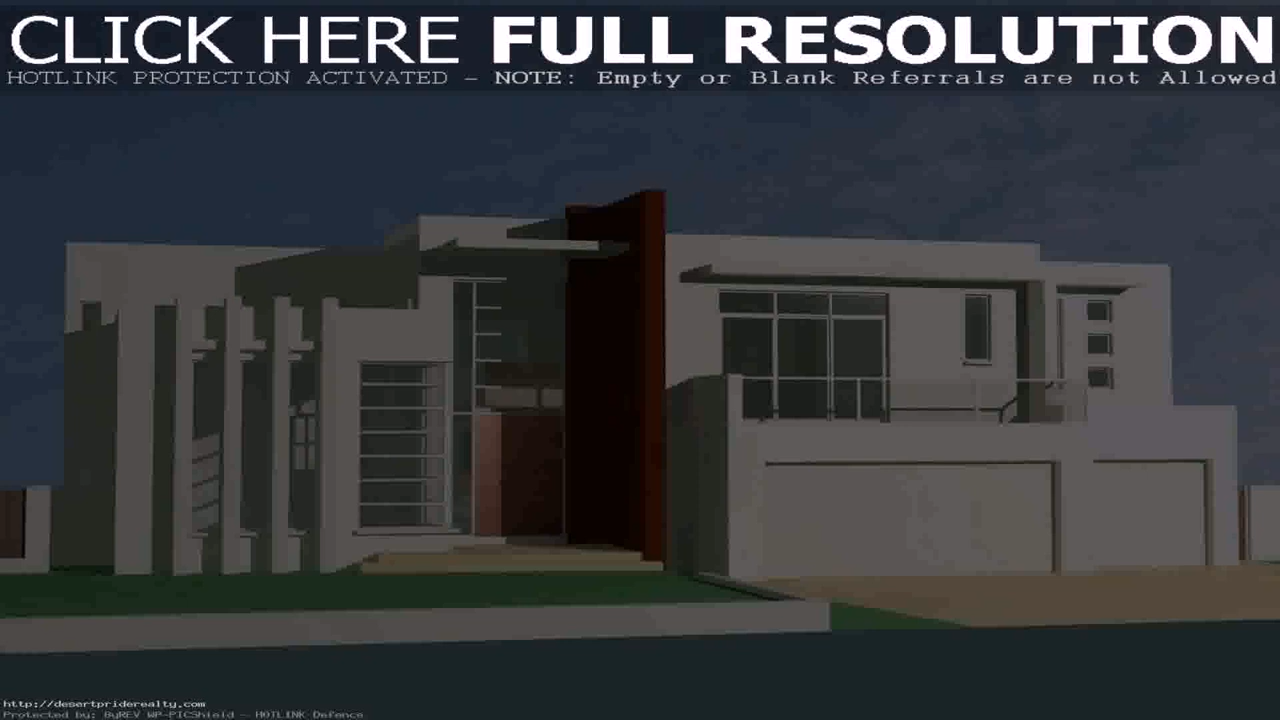 CLICK HERE FULL RESOLUTION
HOTLINK PROTECTION ACTIVATED – NOTE: Empty or Blank Referrals are not Allowed
http://desertpriderealty.com
Protected by: ByREV WP-PICShield – HOTLINK Defence